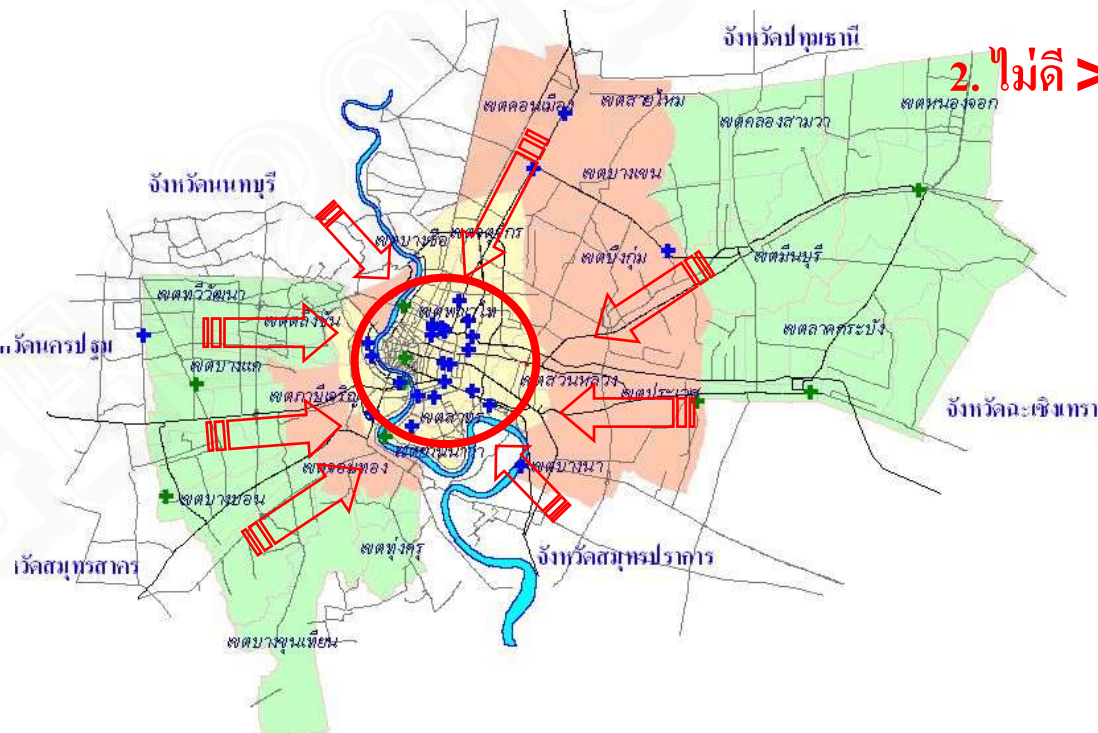 จังหวัดปทุมธานี
2. ไม่ดี >
เขตดอนเมือง
เขตสายไหม
เขตหนองจอก
เขตคลองสามวา
จังหวัดนนทบุรี
เขตบางเขน
เขตจตุจักร
เขตบางซื่อ
เขตบึงกุ่ม
เขตมีนบุรี
เขตทวีวัฒนา
เขตพญาไท
เขตตลิ่งชัน
เขตลาดกระบัง
วัดนครปฐม
เขตบางแค
เขตสวนหลวง
เขตประเวศ
เขตภาษีเจริญ
จังหวัดฉะเชิงเทรา
เขตสาทร
เขตยานนาวา
เขตจอมทอง
เขตบางนา
เขตบางบอน
เขตทุ่งครุ
จังหวัดสมุทรปราการ
วัดสมุทรสาคร
เขตบางขุนเทียน